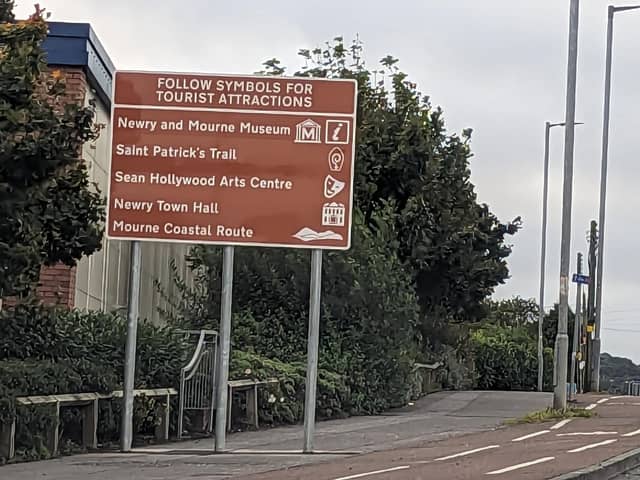 FOLLOW SYMBOLS FOR
TOURIST ATTRACTIONS
Newry and Mourne Museum M i
Saint Patrick's Trail
Sean Hollywood Arts Centre
Newry Town Hall
Mourne Coastal Route